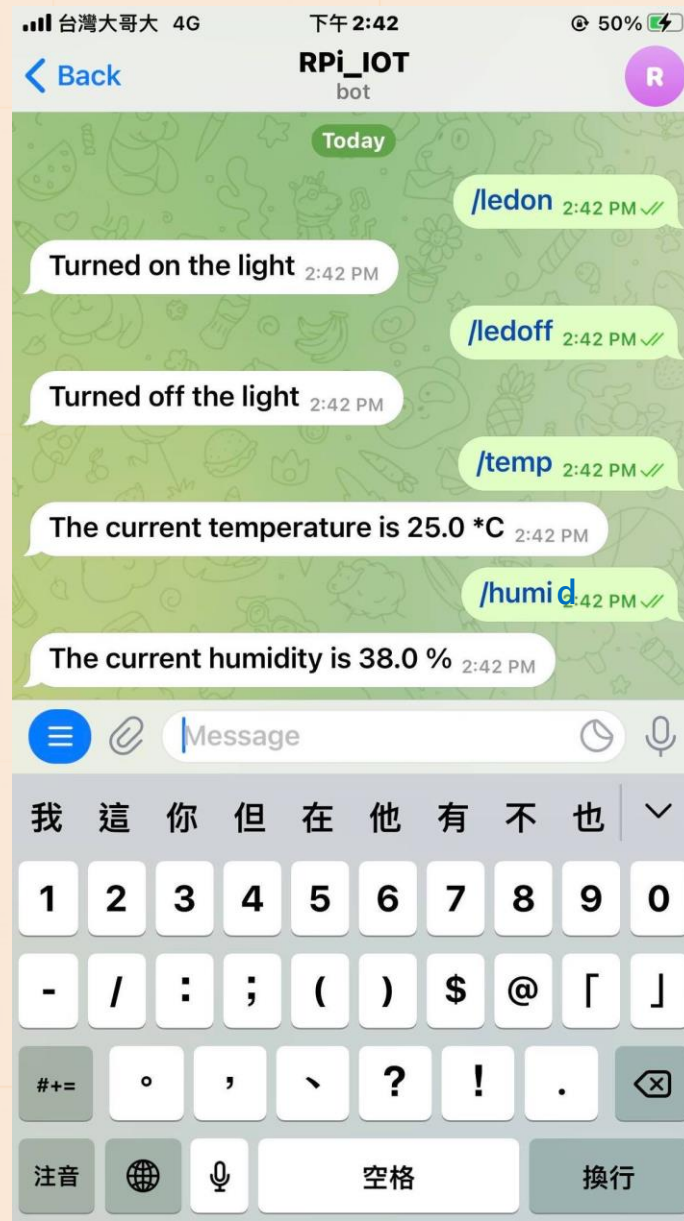 台灣大哥大 4G 下午 2:42 50%
Back RPi_IOT R
bot
Today
/ledon 2:42 PM
Turned on the light 2:42 PM
/ledoff 2:42 PM
Turned off the light 2:42 PM
/temp 2:42 PM
The current temperature is 25.0 *C 2:42 PM
/humid 2:42 PM
The current humidity is 38.0 % 2:42 PM
Message
我 這 你 但 在 他 有 不 也
1 2 3 4 5 6 7 8 9 0
- / : ; ( ) $ @ 「 」
#+= 。 , 、 ? ! .
注音 空格 換行